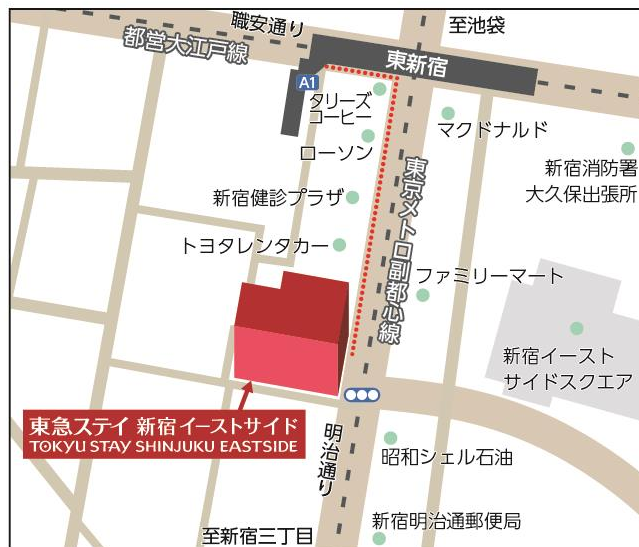 職安通り
至池袋
都営大江戸線
東新宿
A1
タリーズ
コーヒー
マクドナルド
ローソン
新宿消防署
大久保出張所
東京メトロ副都心線
新宿健診プラザ
トヨタレンタカー
ファミリーマート
新宿イースト
サイドスクエア
東急ステイ 新宿イーストサイド
TOKYU STAY SHINJUKU EASTSIDE
明治通り
昭和シェル石油
新宿明治通郵便局
至新宿三丁目